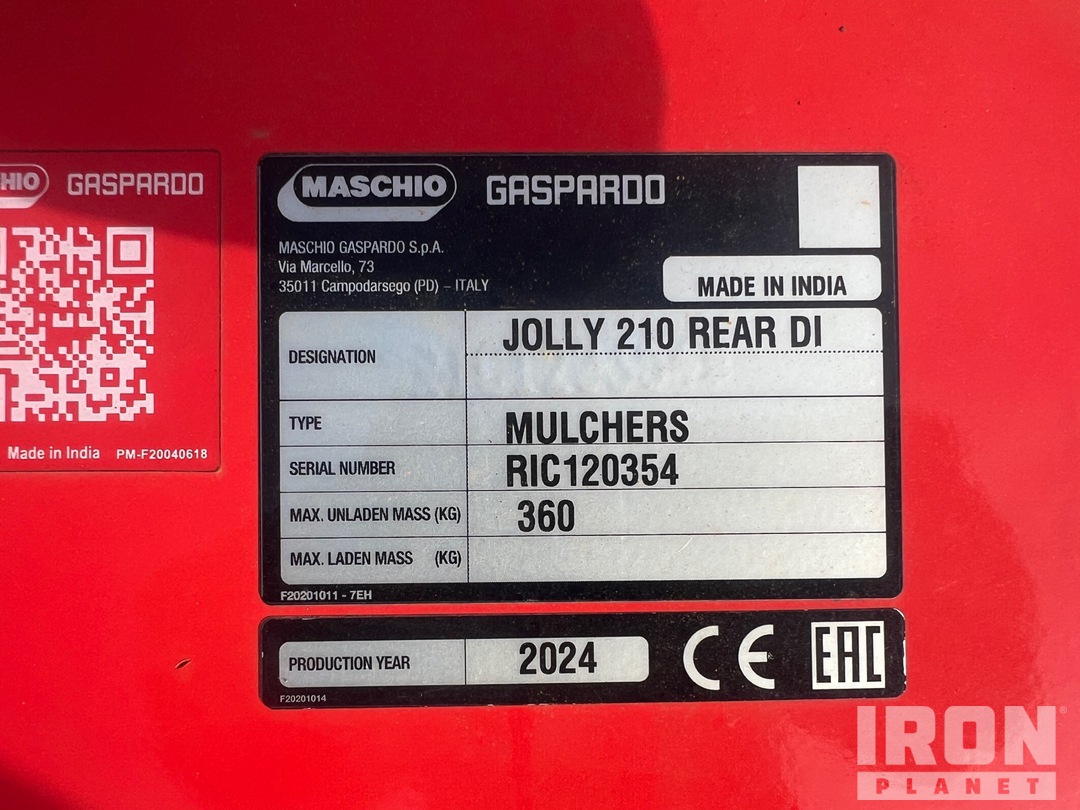 HIO GASPARDO
Made in India PM-F20040618
MASCHIO GASPARDO
MASCHIO GASPARDO S.p.A.
Via Marcello, 73
35011 Campodarsego (PD) – ITALY
MADE IN INDIA
DESIGNATION JOLLY 210 REAR DI
TYPE MULCHERS
SERIAL NUMBER RIC120354
MAX. UNLADEN MASS (KG) 360
MAX. LADEN MASS (KG)
F20201011 - 7EH
PRODUCTION YEAR 2024 CE EAC
F20201014
IRON®
PLANET